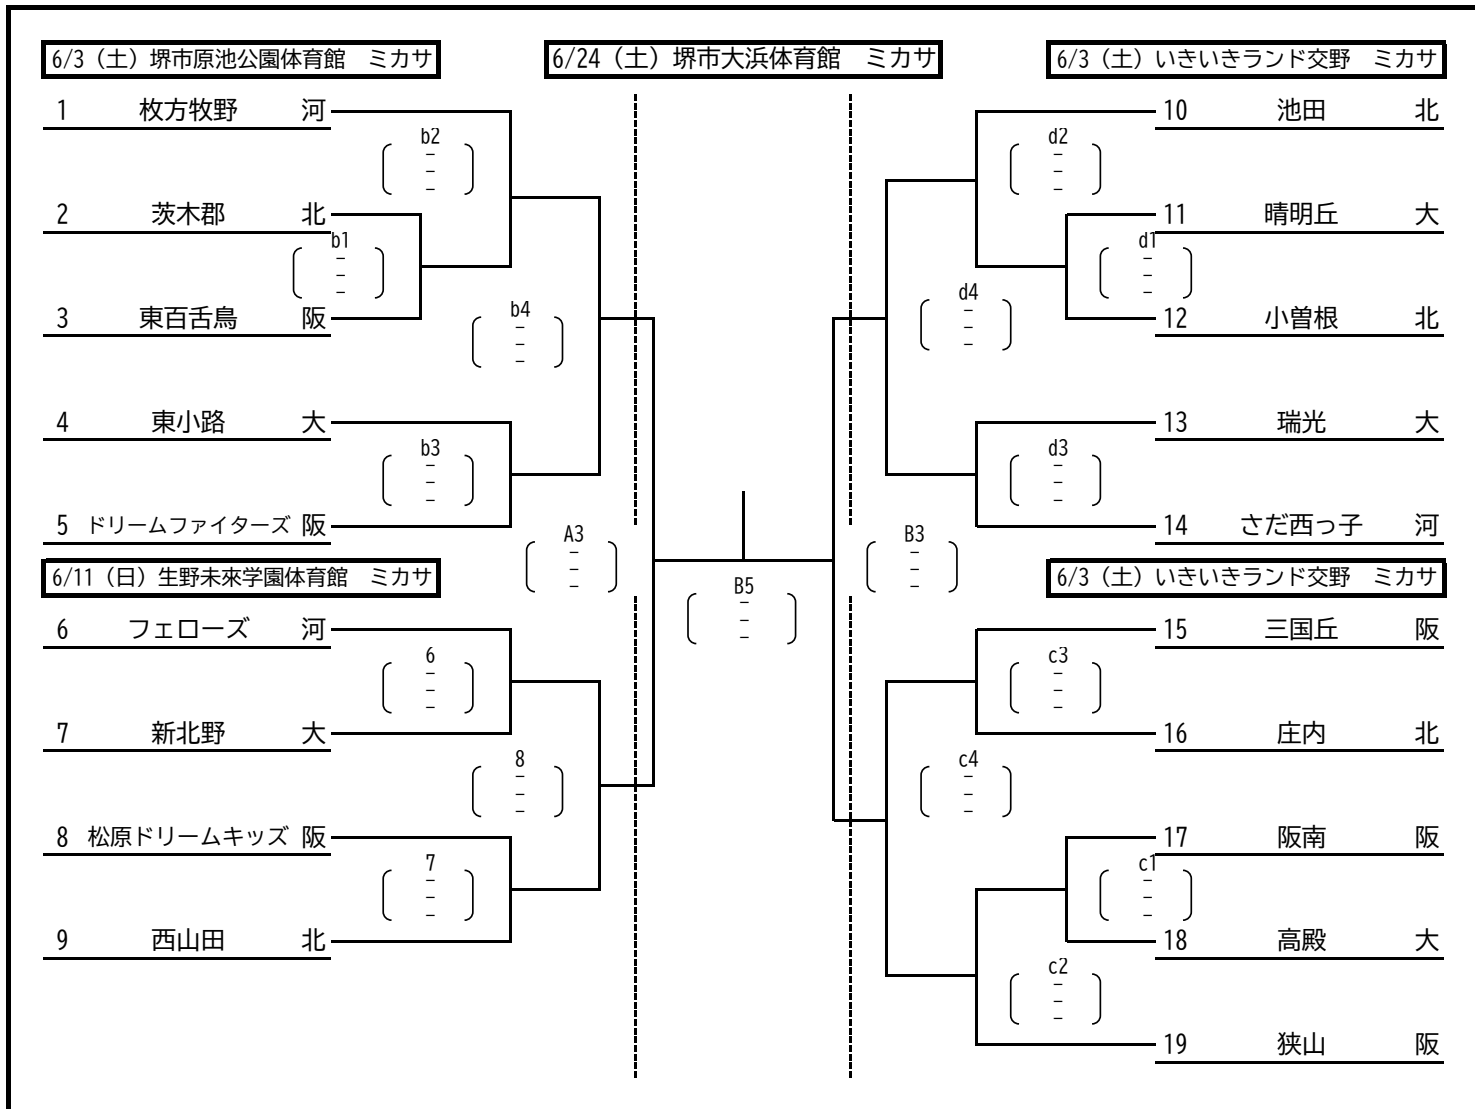 6/3（土）堺市原池公園体育館　ミカサ
6/24（土）堺市大浜体育館　ミカサ
6/3（土）いきいきランド交野　ミカサ
1 枚方牧野 河
b2
2 茨木郡 北
b1
3 東百舌鳥 阪
b4
4 東小路 大
b3
5 ドリームファイターズ 阪
6/11（日）生野未來学園体育館　ミカサ
6 フェローズ 河
6
7 新北野 大
8
8 松原ドリームキッズ 阪
7
9 西山田 北
A3
B5
B3
10 池田 北
d2
11 晴明丘 大
d1
12 小曽根 北
d4
13 瑞光 大
d3
14 さだ西っ子 河
6/3（土）いきいきランド交野　ミカサ
15 三国丘 阪
c3
16 庄内 北
c4
17 阪南 阪
c1
18 高殿 大
c2
19 狭山 阪